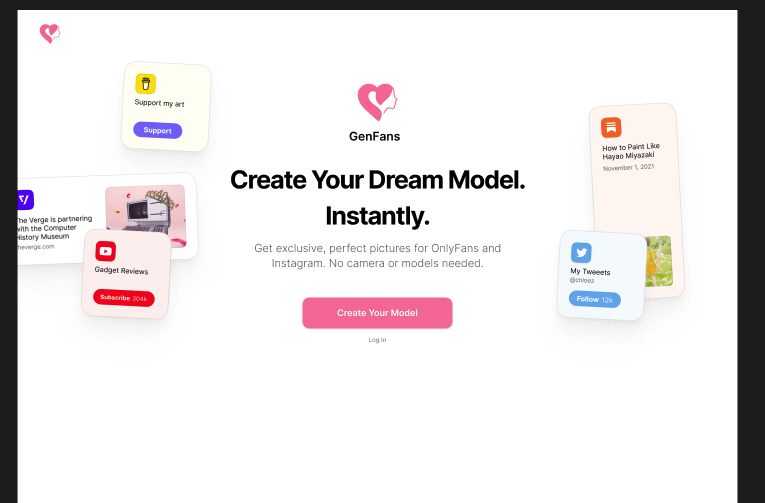 Support my art
Support
GenFans
Create Your Dream Model.
Instantly.
Get exclusive, perfect pictures for OnlyFans and
Instagram. No camera or models needed.
Create Your Model
Log in
The Verge is partnering
with the Computer
History Museum
theverge.com
Gadget Reviews
Subscribe 304k
How to Paint Like
Hayao Miyazaki
November 1, 2021
My Tweeets
@chloez
Follow 12k